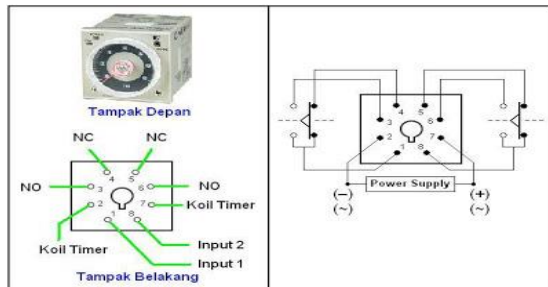 Tampak Depan
NC NC
4 5
NO 3 6 NO
2 7 Koil Timer
1 8
Koil Timer
Input 2
Input 1
Tampak Belakang
4 5
3 6
2 7
1 8
Power Supply
(-) (+)
(~) (~)